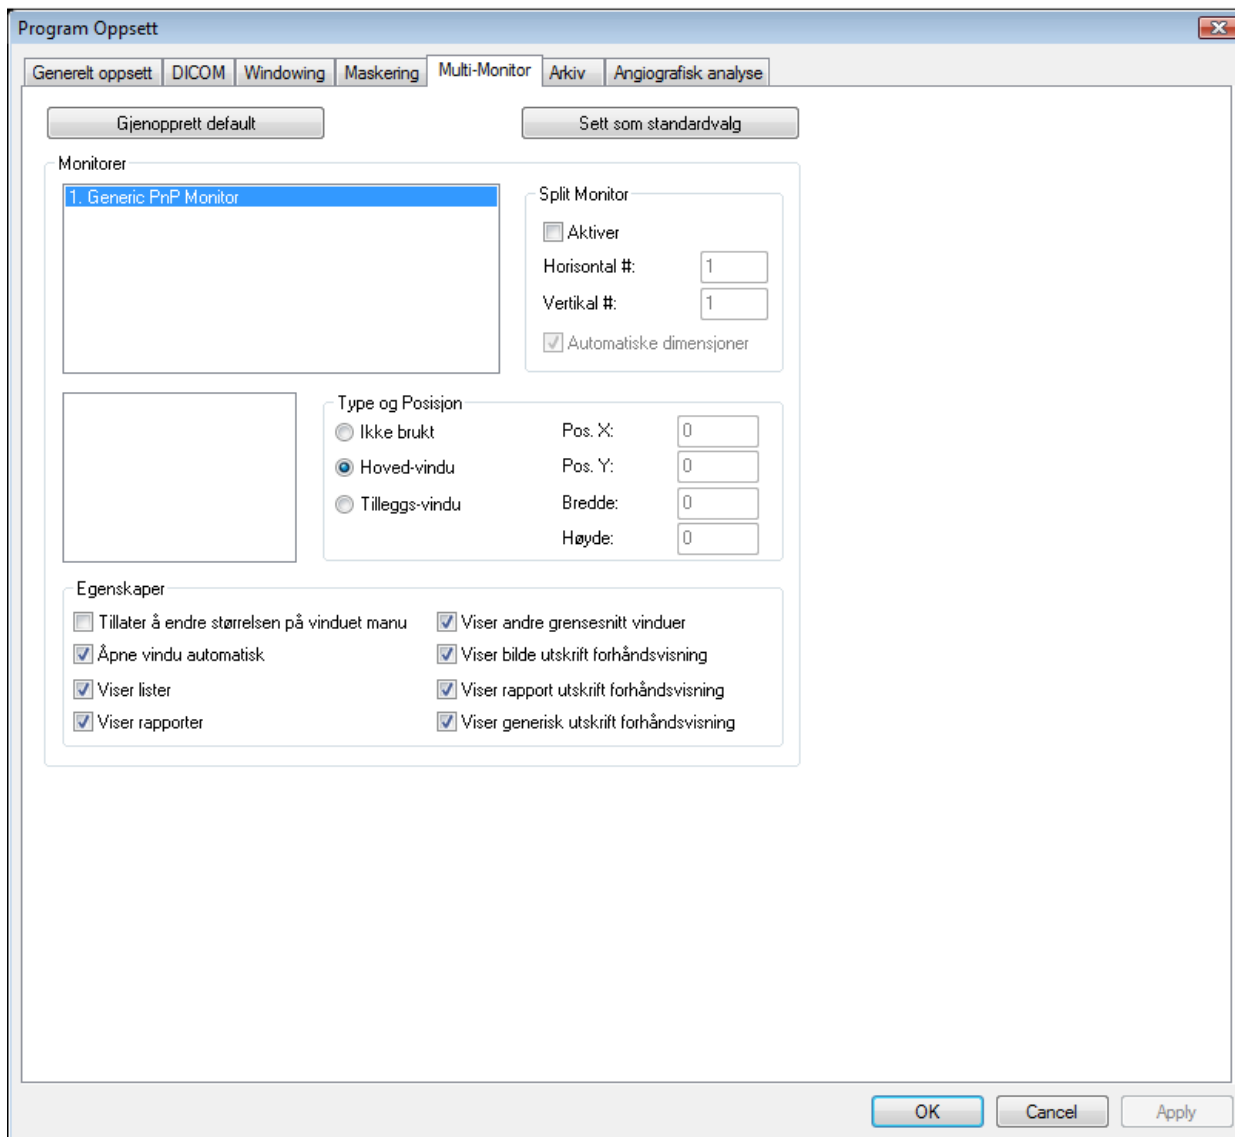 Program Oppsett
Generelt oppsett DICOM Windowing Maskering Multi-Monitor Arkiv Angiografisk analyse
Gjenopprett default Sett som standardvalg
Monitorer
1. Generic PnP Monitor
Split Monitor
Aktiver
Horisontal #: 1
Vertikal #: 1
Automatiske dimensjoner
Type og Posisjon
Ikke brukt Pos. X: 0
Hoved-vindu Pos. Y: 0
Tilleggs-vindu Bredde: 0
Høyde: 0
Egenskaper
Tillater å endre størrelsen på vinduet manu Viser andre grensesnitt vinduer
Åpne vindu automatisk Viser bilde utskrift forhåndsvisning
Viser lister Viser rapport utskrift forhåndsvisning
Viser rapporter Viser generisk utskrift forhåndsvisning
OK Cancel Apply